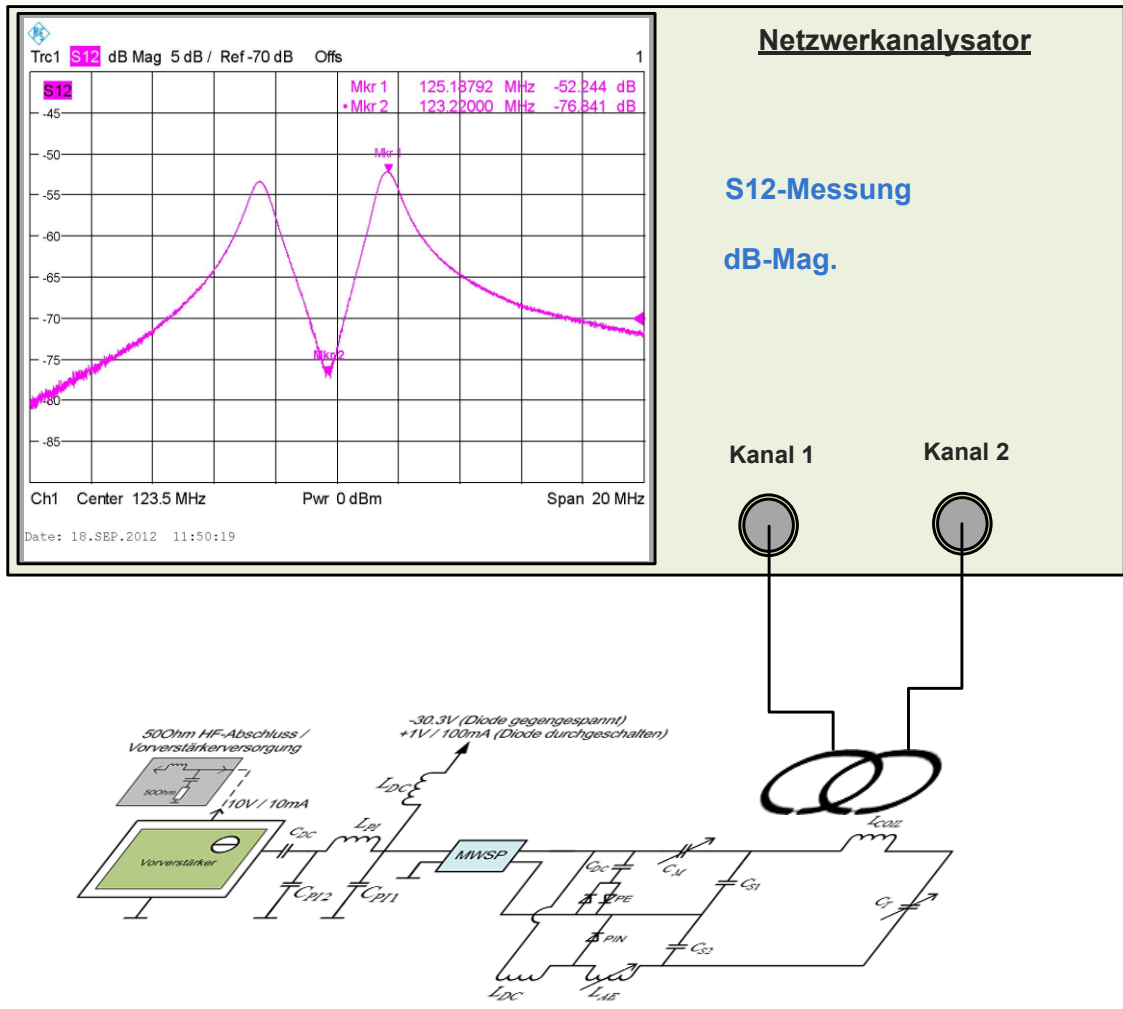 Netzwerkanalysator
Trc1 S12 dB Mag 5 dB / Ref -70 dB Offs 1
S12
Mkr 1 125.18792 MHz -52.244 dB
•Mkr 2 123.22000 MHz -76.841 dB
-45
-50
-55
-60
-65
-70
-75
-80
-85
Mkr 1
Mkr 2
Ch1 Center 123.5 MHz Pwr 0 dBm Span 20 MHz
Date: 18.SEP.2012 11:50:19
S12-Messung
dB-Mag.
Kanal 1
Kanal 2
50Ohm HF-Abschluss /
Vorverstärkerversorgung
50Ohm
10V / 10mA
Vorverstärker
-30.3V (Diode gegengespannt)
+1V / 100mA (Diode durchgeschalten)
L_DC
C_DC
L_PI
C_PI2
C_PI1
MWSP
C_DC
C_M
PE
PIN
C_S1
C_S2
L_COIL
C_T
L_DC
L_AE